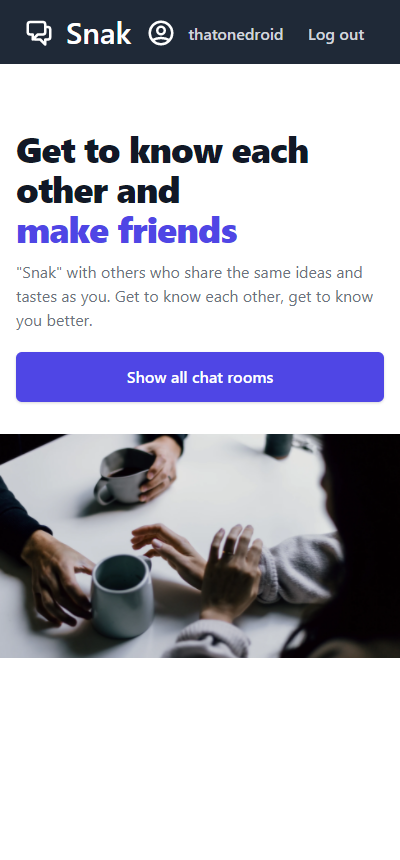 Snak thatonedroid Log out
Get to know each
other and
make friends
"Snak" with others who share the same ideas and
tastes as you. Get to know each other, get to know
you better.
Show all chat rooms